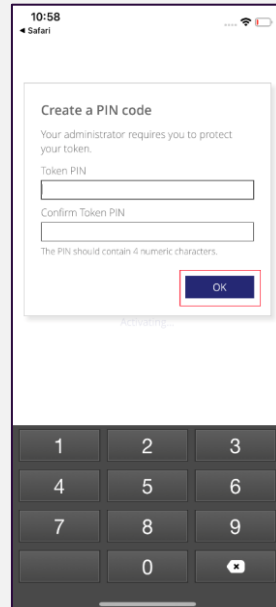 10:58
◄ Safari
Create a PIN code
Your administrator requires you to protect
your token.
Token PIN
Confirm Token PIN
The PIN should contain 4 numeric characters.
OK
Activating...
1 2 3
4 5 6
7 8 9
0